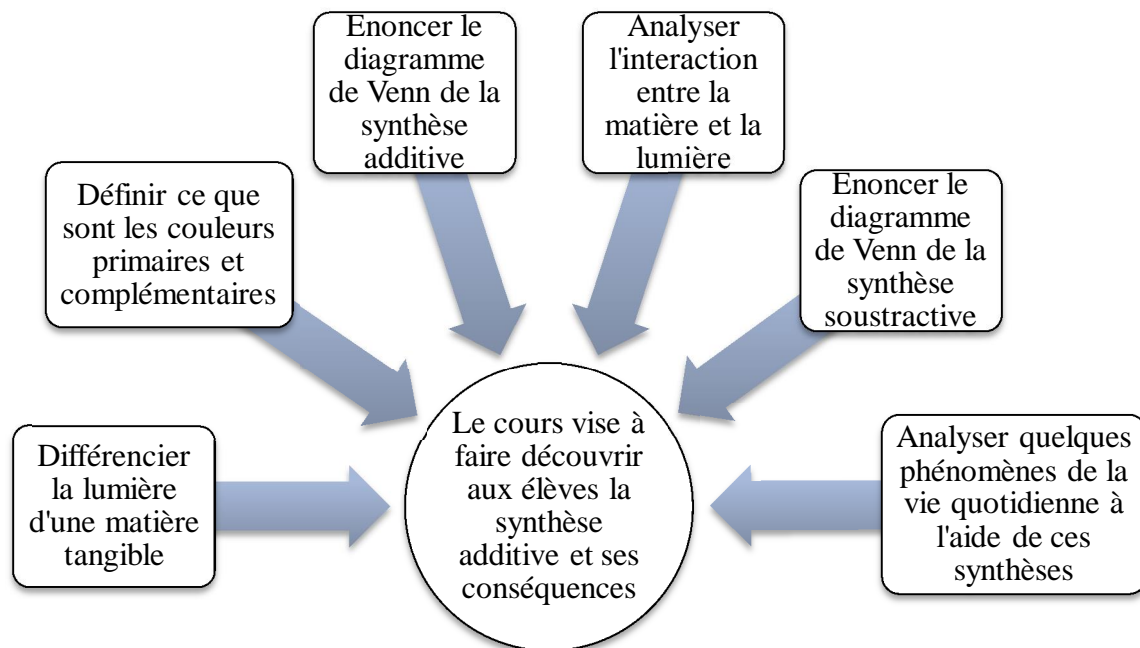 Enoncer le
diagramme
de Venn de la
synthèse
additive
Analyser
l'interaction
entre la
matière et la
lumière
Définir ce que
sont les couleurs
primaires et
complémentaires
Enoncer le
diagramme
de Venn de la
synthèse
soustractive
Différencier
la lumière
d'une matière
tangible
Le cours vise à
faire découvrir
aux élèves la
synthèse
additive et ses
conséquences
Analyser quelques
phénomènes de la
vie quotidienne à
l'aide de ces
synthèses